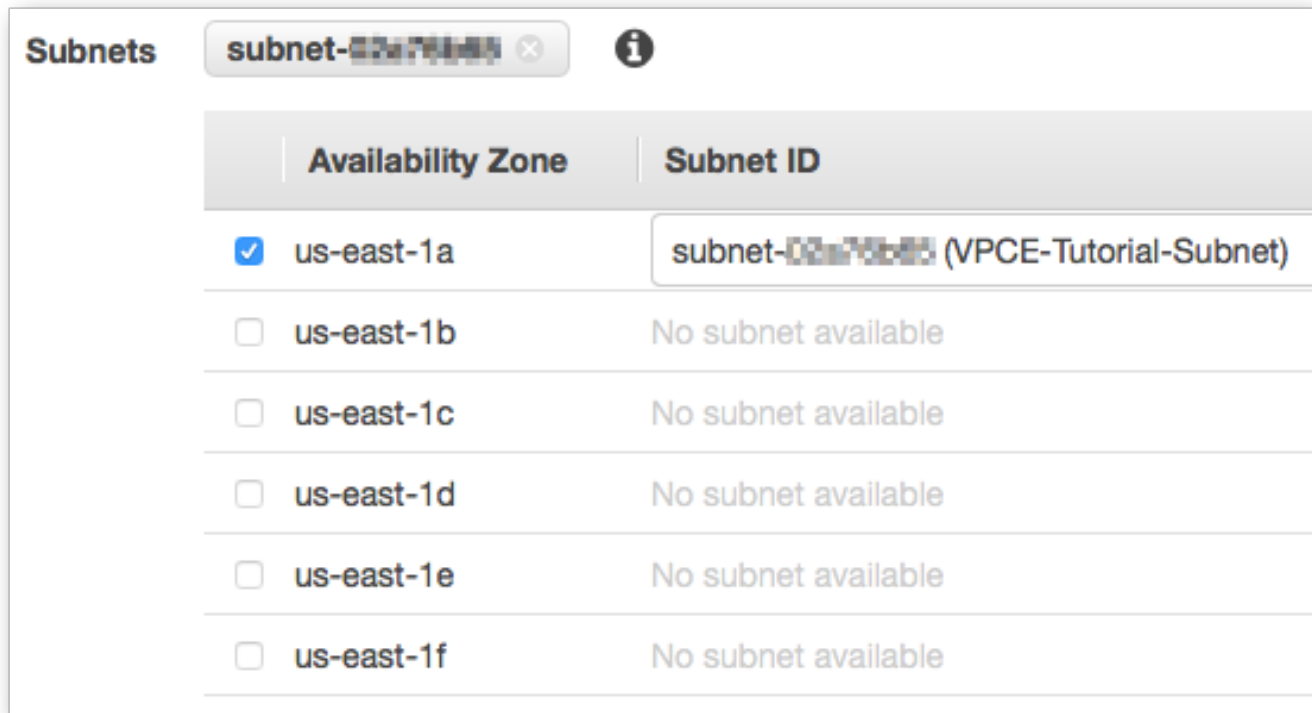 Subnets subnet-
Availability Zone Subnet ID
us-east-1a subnet- (VPCE-Tutorial-Subnet)
us-east-1b No subnet available
us-east-1c No subnet available
us-east-1d No subnet available
us-east-1e No subnet available
us-east-1f No subnet available